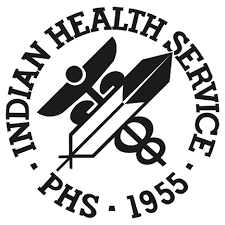 INDIAN HEALTH SERVICE
· PHS · 1955 ·